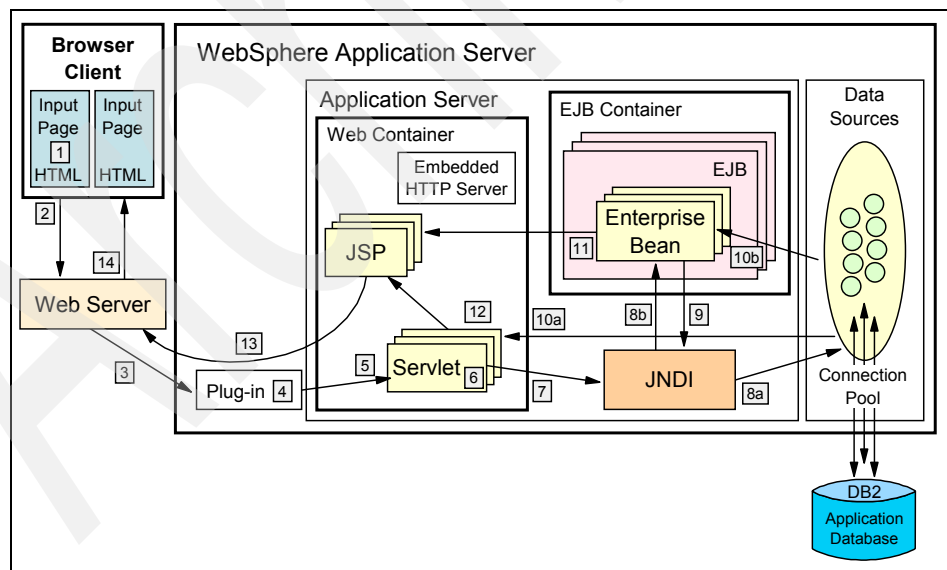 Browser
Client
Input
Page
1
HTML
Input
Page
HTML
2
14
Web Server
3
13
Plug-in
4
WebSphere Application Server
Application Server
Web Container
Embedded
HTTP Server
JSP
12
5
Servlet
6
7
EJB Container
EJB
Enterprise
Bean
11
10b
10a
8b
9
JNDI
8a
Data
Sources
Connection
Pool
DB2
Application
Database